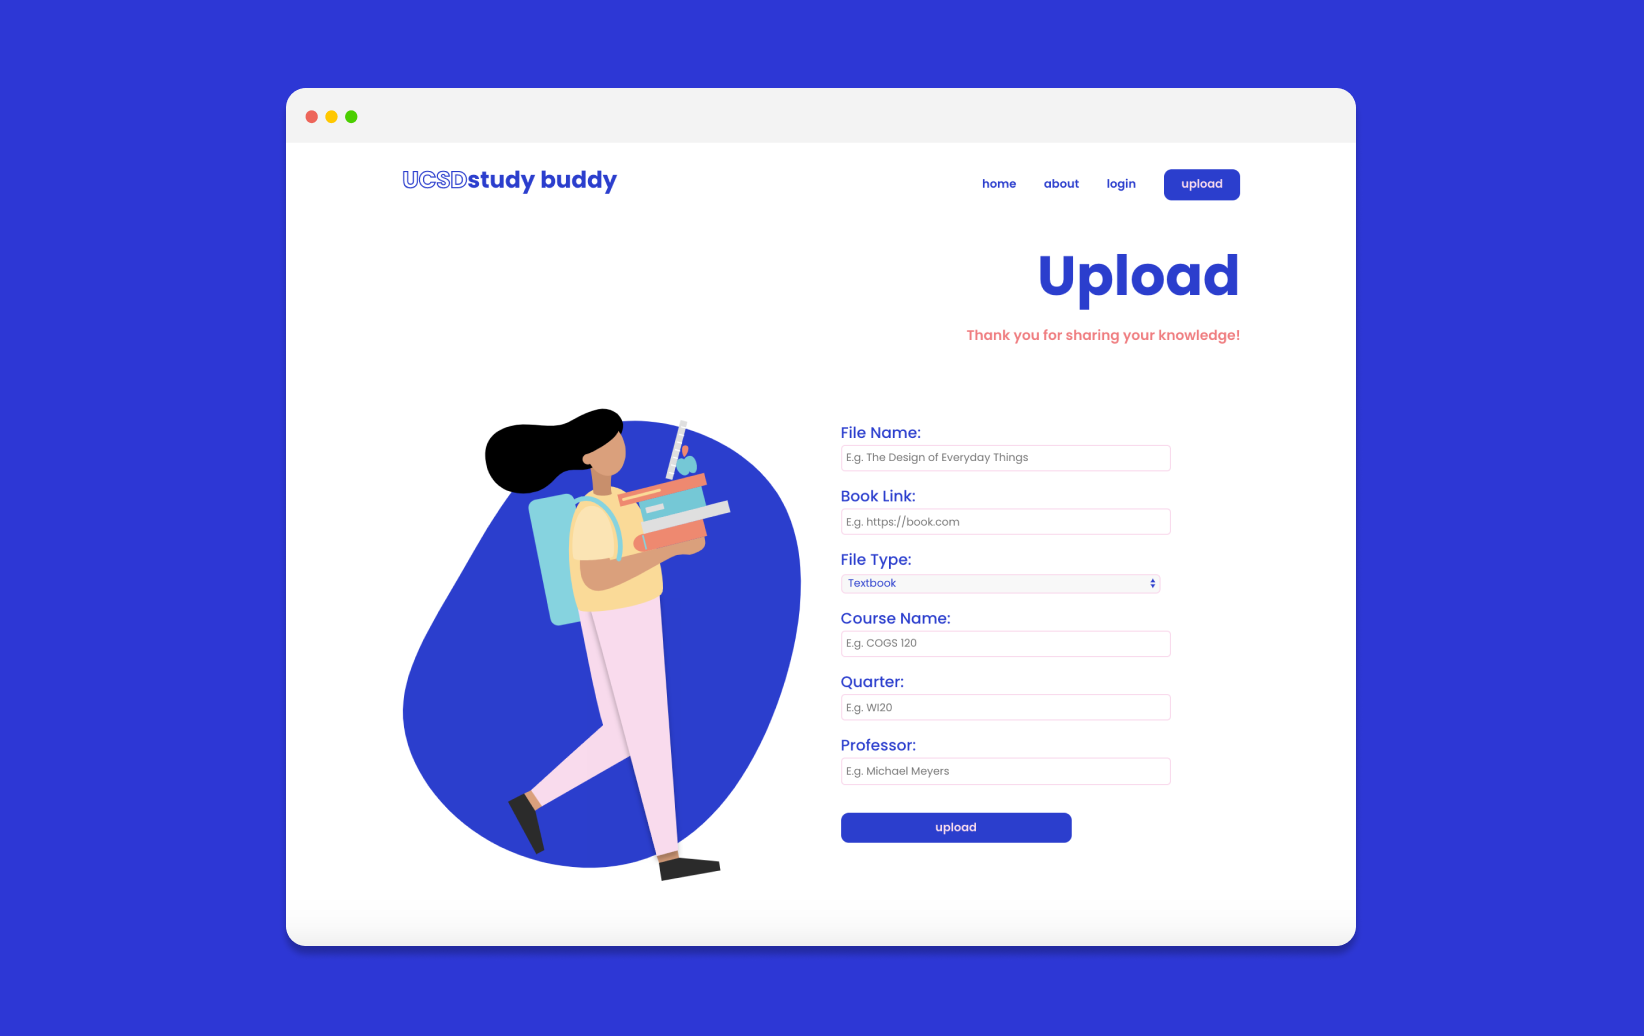 UCSDstudy buddy
home about login upload
Upload
Thank you for sharing your knowledge!
File Name:
E.g. The Design of Everyday Things
Book Link:
E.g. https://book.com
File Type:
Textbook
Course Name:
E.g. COGS 120
Quarter:
E.g. WI20
Professor:
E.g. Michael Meyers
upload